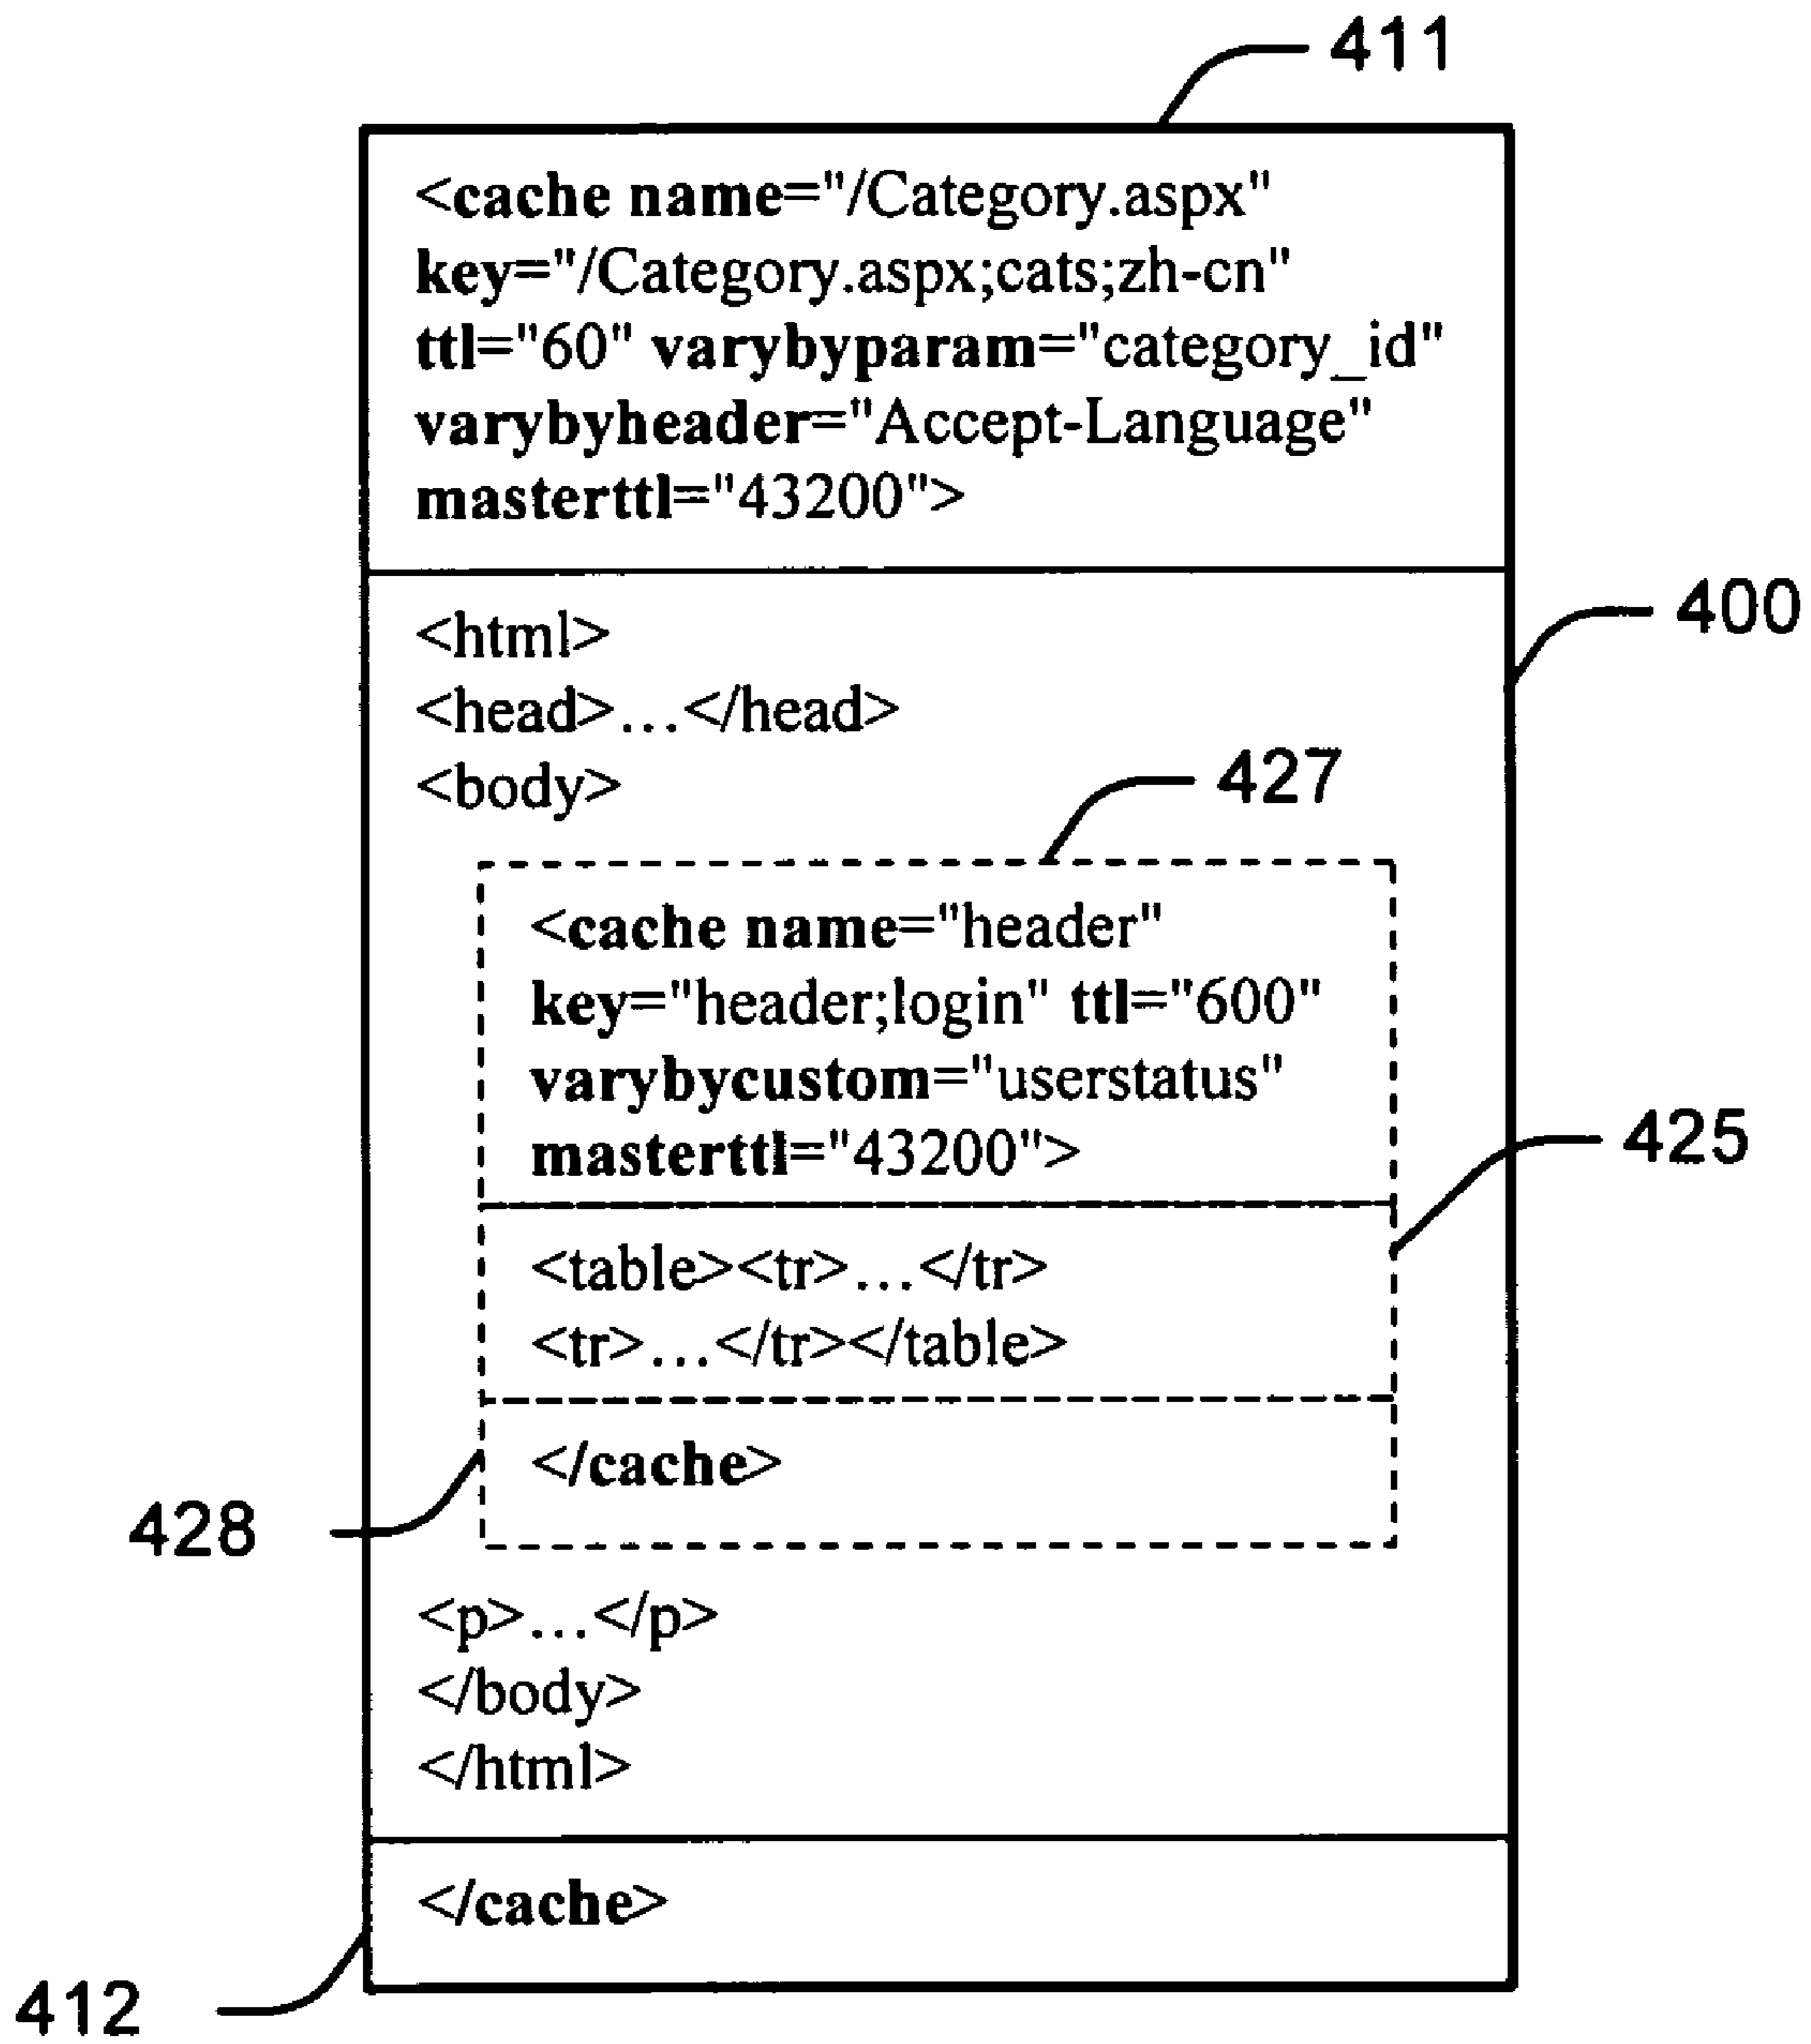 411
<cache name="/Category.aspx"
key="/Category.aspx;cats;zh-cn"
ttl="60" varybyparam="category_id"
varybyheader="Accept-Language"
masterttl="43200">
400
<html>
<head>...</head>
<body>
427
<cache name="header"
key="header;login" ttl="600"
varybycustom="userstatus"
masterttl="43200">
425
<table><tr>...</tr>
<tr>...</tr></table>
</cache>
428
<p>...</p>
</body>
</html>
</cache>
412